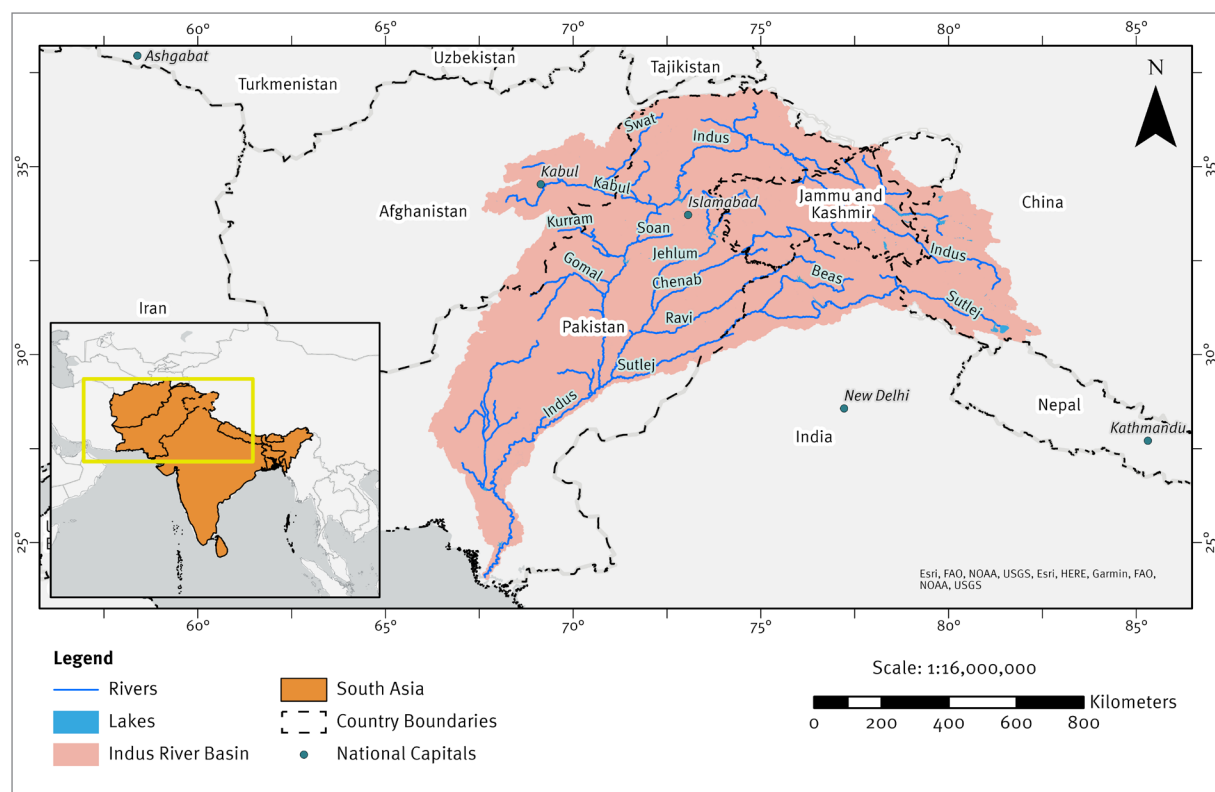 60°
65°
70°
75°
80°
85°
Ashgabat
Uzbekistan
Turkmenistan
Tajikistan
N
Swat
Indus
35°
35°
Kabul
Kabul
Islamabad
Jammu and
Kashmir
China
Afghanistan
Kurram
Soan
Jehlum
Indus
Gomal
Chenab
Beas
Sutlej
Iran
Pakistan
Ravi
30°
30°
Sutlej
Indus
New Delhi
Nepal
India
Kathmandu
25°
25°
Esri, FAO, NOAA, USGS, Esri, HERE, Garmin, FAO,
NOAA, USGS
60°
65°
70°
75°
80°
85°
Legend
Rivers
Lakes
Indus River Basin
South Asia
Country Boundaries
National Capitals
Scale: 1:16,000,000
Kilometers
0 200 400 600 800